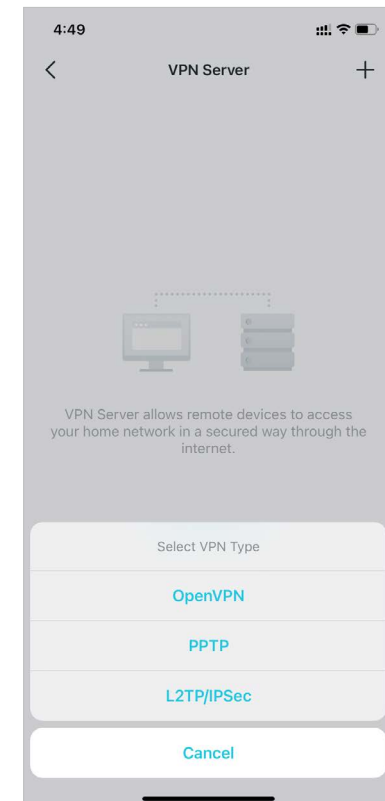 4:49
VPN Server
VPN Server allows remote devices to access
your home network in a secured way through the
internet.
Select VPN Type
OpenVPN
PPTP
L2TP/IPSec
Cancel